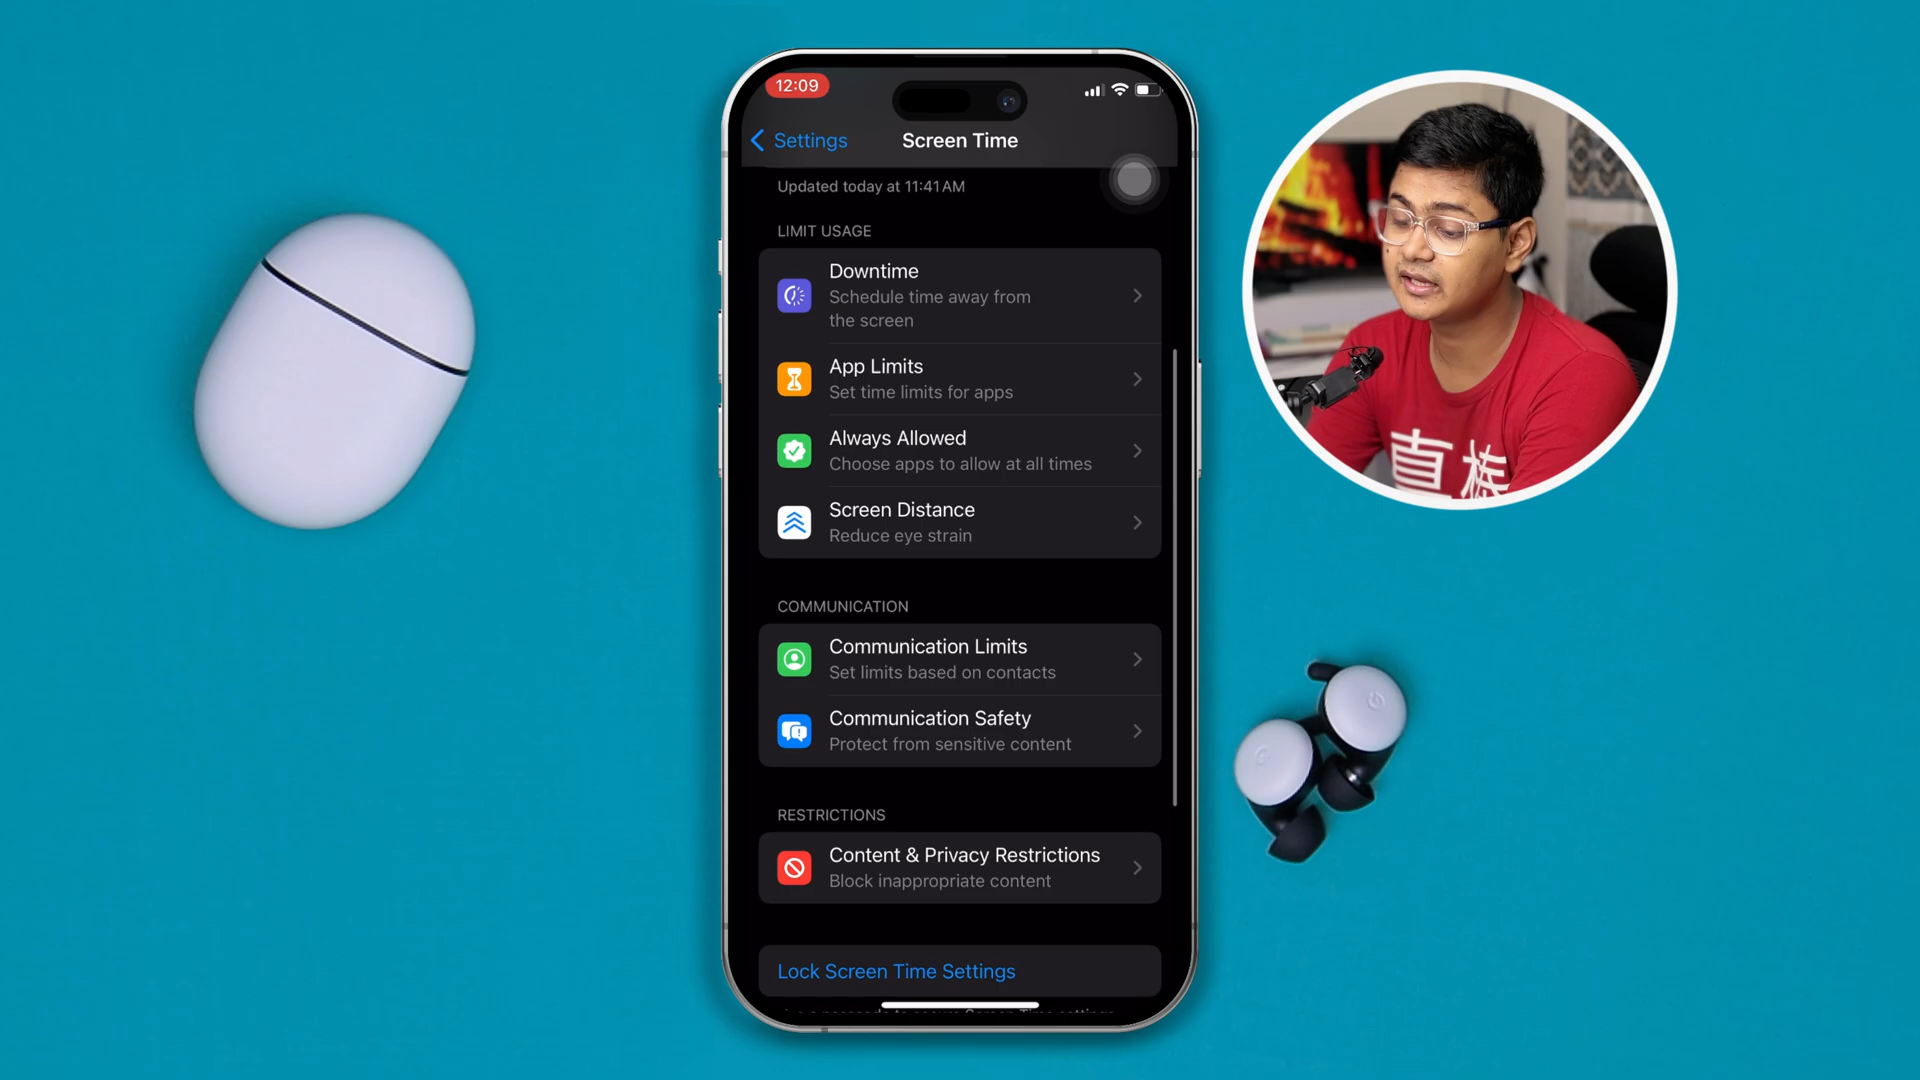 12:09
Settings
Screen Time
Updated today at 11:41 AM
LIMIT USAGE
Downtime
Schedule time away from
the screen
App Limits
Set time limits for apps
Always Allowed
Choose apps to allow at all times
Screen Distance
Reduce eye strain
COMMUNICATION
Communication Limits
Set limits based on contacts
Communication Safety
Protect from sensitive content
RESTRICTIONS
Content & Privacy Restrictions
Block inappropriate content
Lock Screen Time Settings
直棒